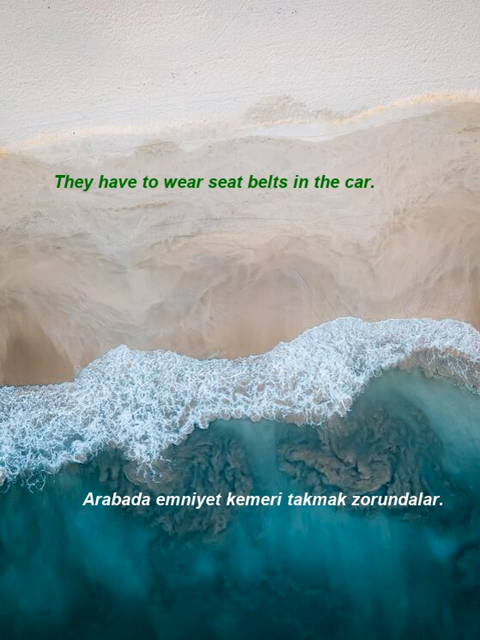 They have to wear seat belts in the car.
Arabada emniyet kemeri takmak zorundalar.